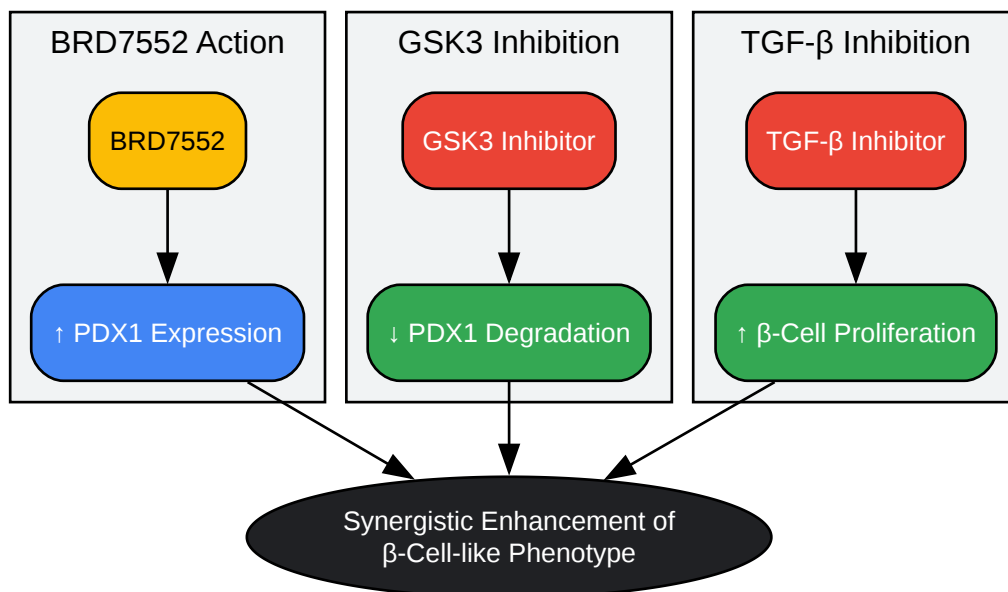 BRD7552 Action
GSK3 Inhibition
TGF-β Inhibition
BRD7552
GSK3 Inhibitor
TGF-β Inhibitor
↑ PDX1 Expression
↓ PDX1 Degradation
↑ β-Cell Proliferation
Synergistic Enhancement of
β-Cell-like Phenotype